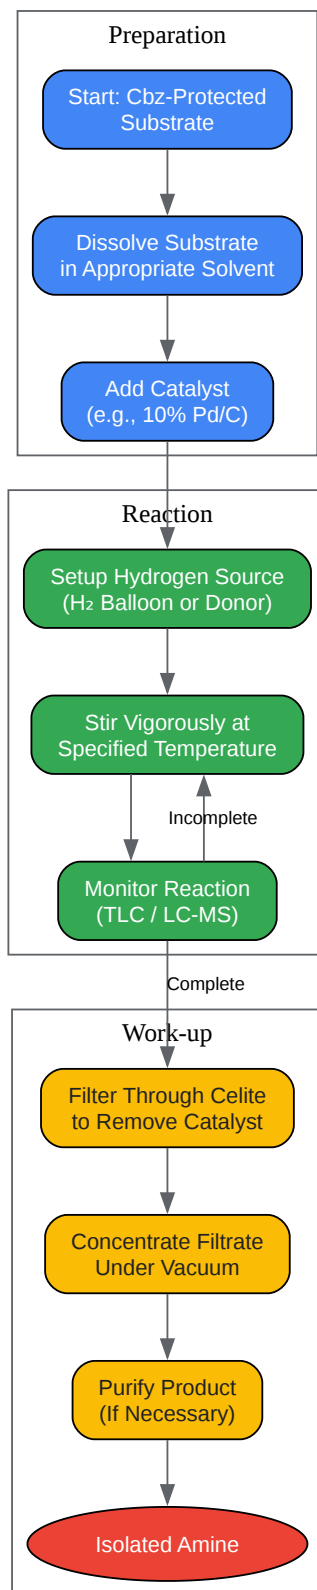 Preparation
Start: Cbz-Protected
Substrate
Dissolve Substrate
in Appropriate Solvent
Add Catalyst
(e.g., 10% Pd/C)
Reaction
Setup Hydrogen Source
(H₂ Balloon or Donor)
Stir Vigorously at
Specified Temperature
Incomplete
Monitor Reaction
(TLC / LC-MS)
Complete
Work-up
Filter Through Celite
to Remove Catalyst
Concentrate Filtrate
Under Vacuum
Purify Product
(If Necessary)
Isolated Amine